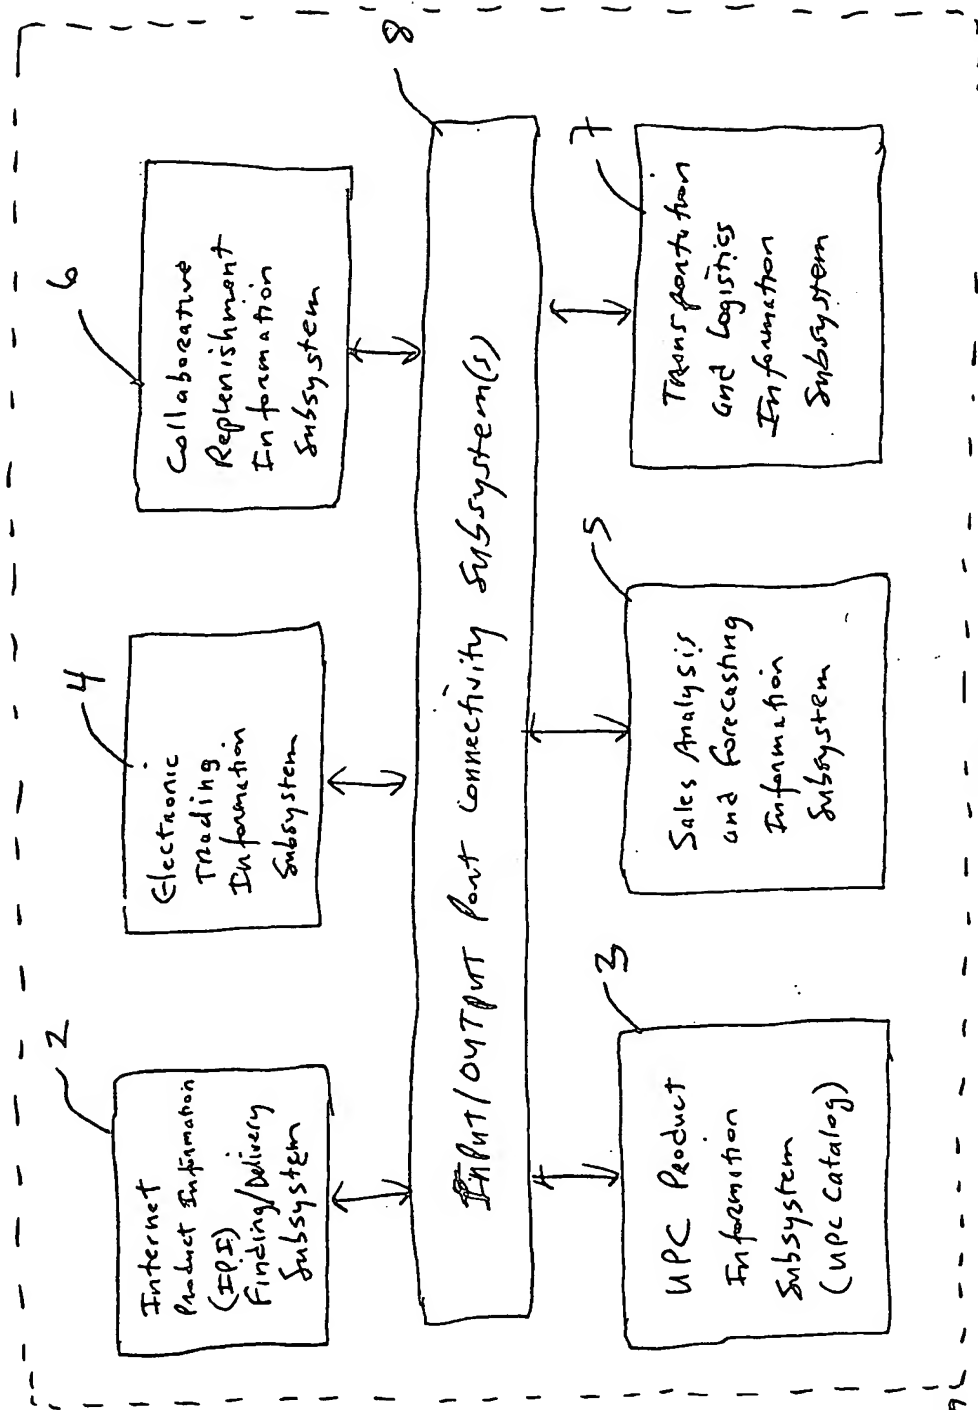 2
Internet
Product Information
(IPI)
Finding/Delivery
Subsystem
4
Electronic
Trading
Information
Subsystem
6
Collaborative
Replenishment
Information
Subsystem
8
Input/Output Port Connectivity Subsystem(s)
3
UPC Product
Information
Subsystem
(UPC Catalog)
5
Sales Analysis
and Forecasting
Information
Subsystem
7
Transportation
and Logistics
Information
Subsystem